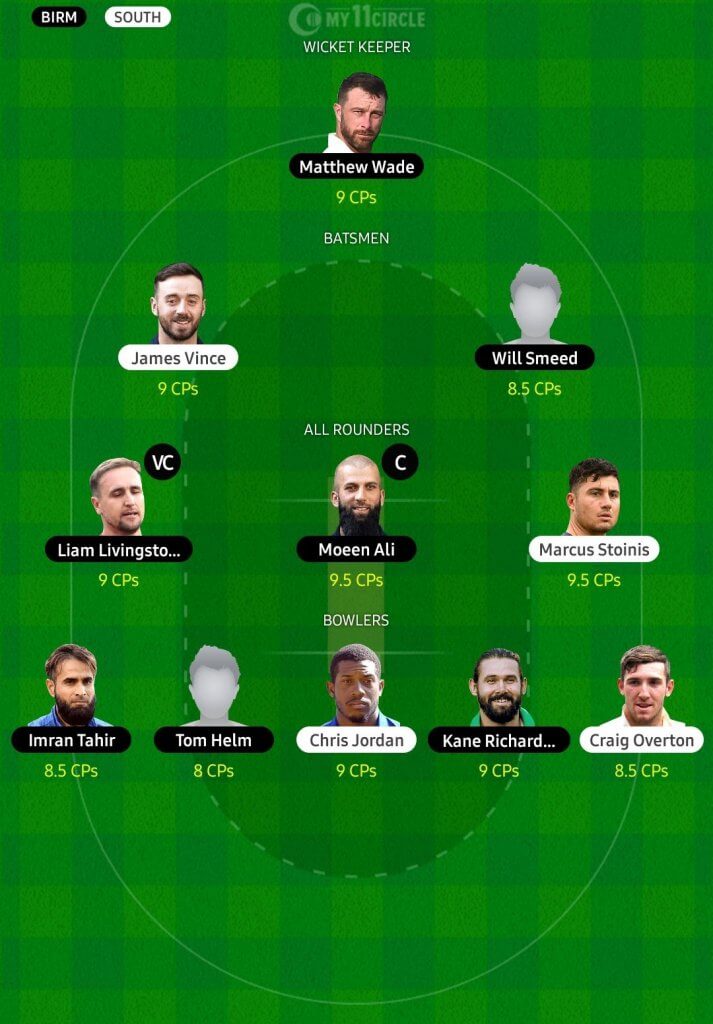 BIRM SOUTH MY11CIRCLE
WICKET KEEPER
Matthew Wade
9 CPs
BATSMEN
James Vince Will Smeed
9 CPs 8.5 CPs
ALL ROUNDERS
VC C
Liam Livingsto... Moeen Ali Marcus Stoinis
9 CPs 9.5 CPs 9.5 CPs
BOWLERS
Imran Tahir Tom Helm Chris Jordan Kane Richard... Craig Overton
8.5 CPs 8 CPs 9 CPs 9 CPs 8.5 CPs